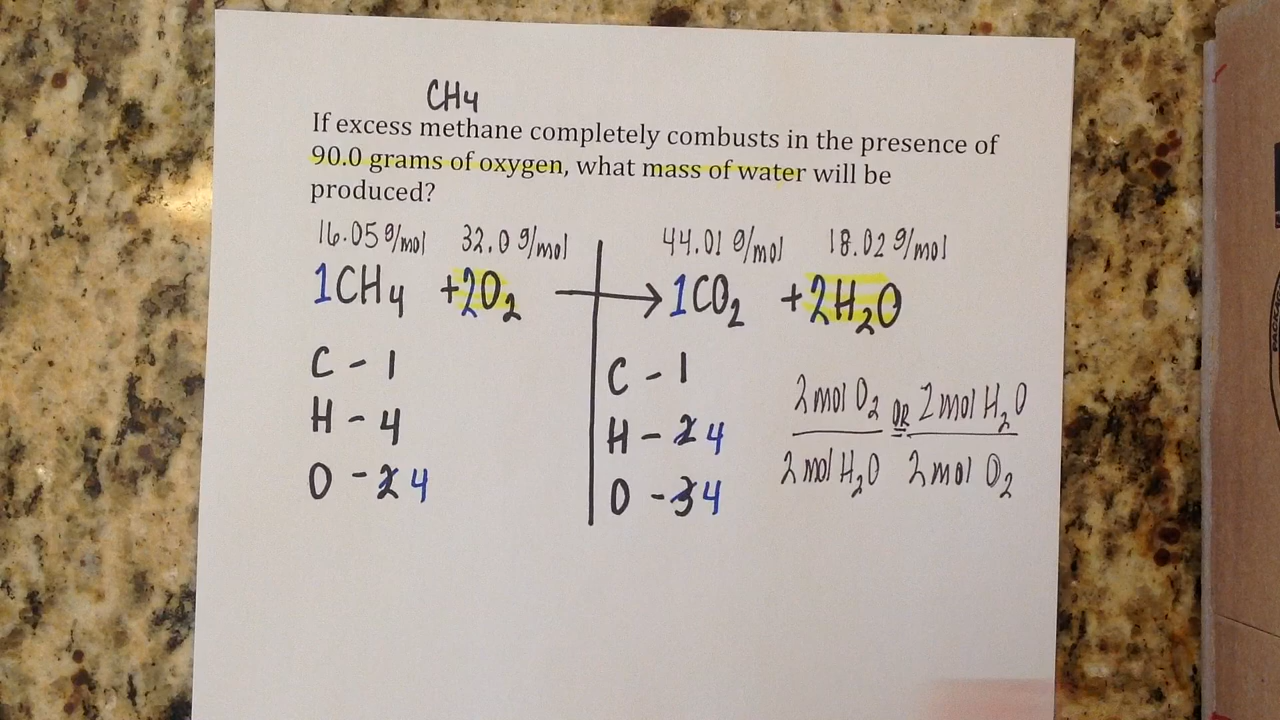 CH4
If excess methane completely combusts in the presence of
90.0 grams of oxygen, what mass of water will be
produced?
16.05 g/mol 32.0 g/mol 44.01 g/mol 18.02 g/mol
1CH4 +2O2 → 1CO2 +2H2O
C - 1 C - 1
H - 4 H - 2 4
O - 2 4 O - 3 4
2 mol O2 OR 2 mol H2O
2 mol H2O 2 mol O2